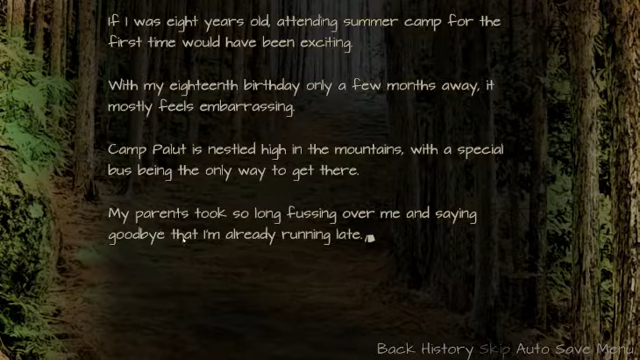 If I was eight years old, attending summer camp for the
first time would have been exciting.
With my eighteenth birthday only a few months away, it
mostly feels embarrassing.
Camp Palut is nestled high in the mountains, with a special
bus being the only way to get there.
My parents took so long fussing over me and saying
goodbye that I'm already running late.
Back History Skip Auto Save Menu